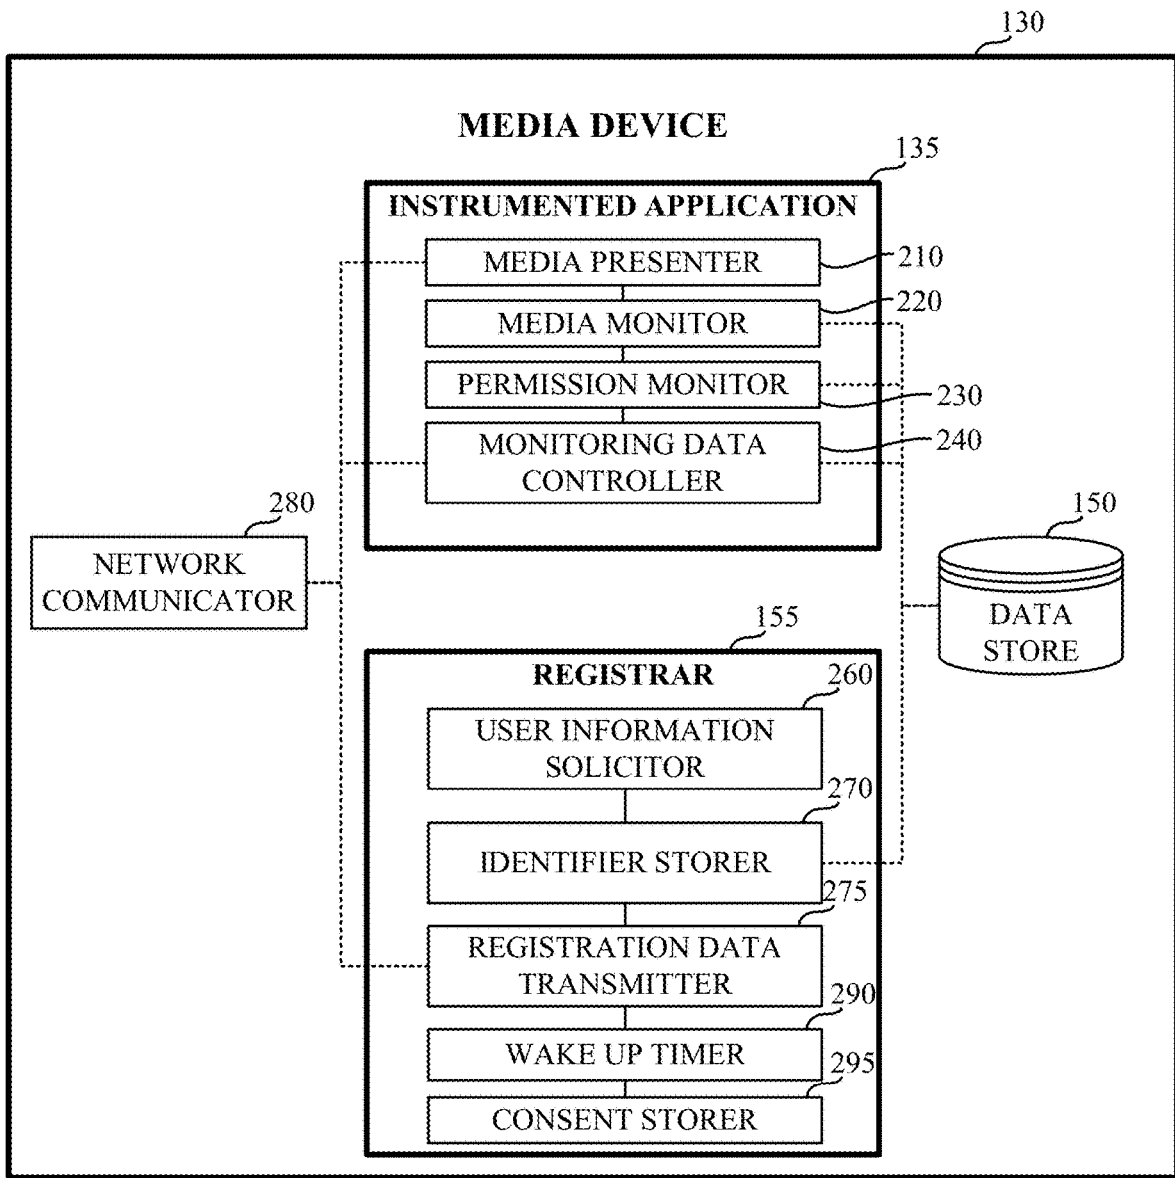 130
MEDIA DEVICE
135
INSTRUMENTED APPLICATION
MEDIA PRESENTER
210
220
MEDIA MONITOR
PERMISSION MONITOR
230
MONITORING DATA
CONTROLLER
240
280
NETWORK
COMMUNICATOR
150
DATA
STORE
155
REGISTRAR
260
USER INFORMATION
SOLICITOR
270
IDENTIFIER STORER
275
REGISTRATION DATA
TRANSMITTER
290
WAKE UP TIMER
295
CONSENT STORER